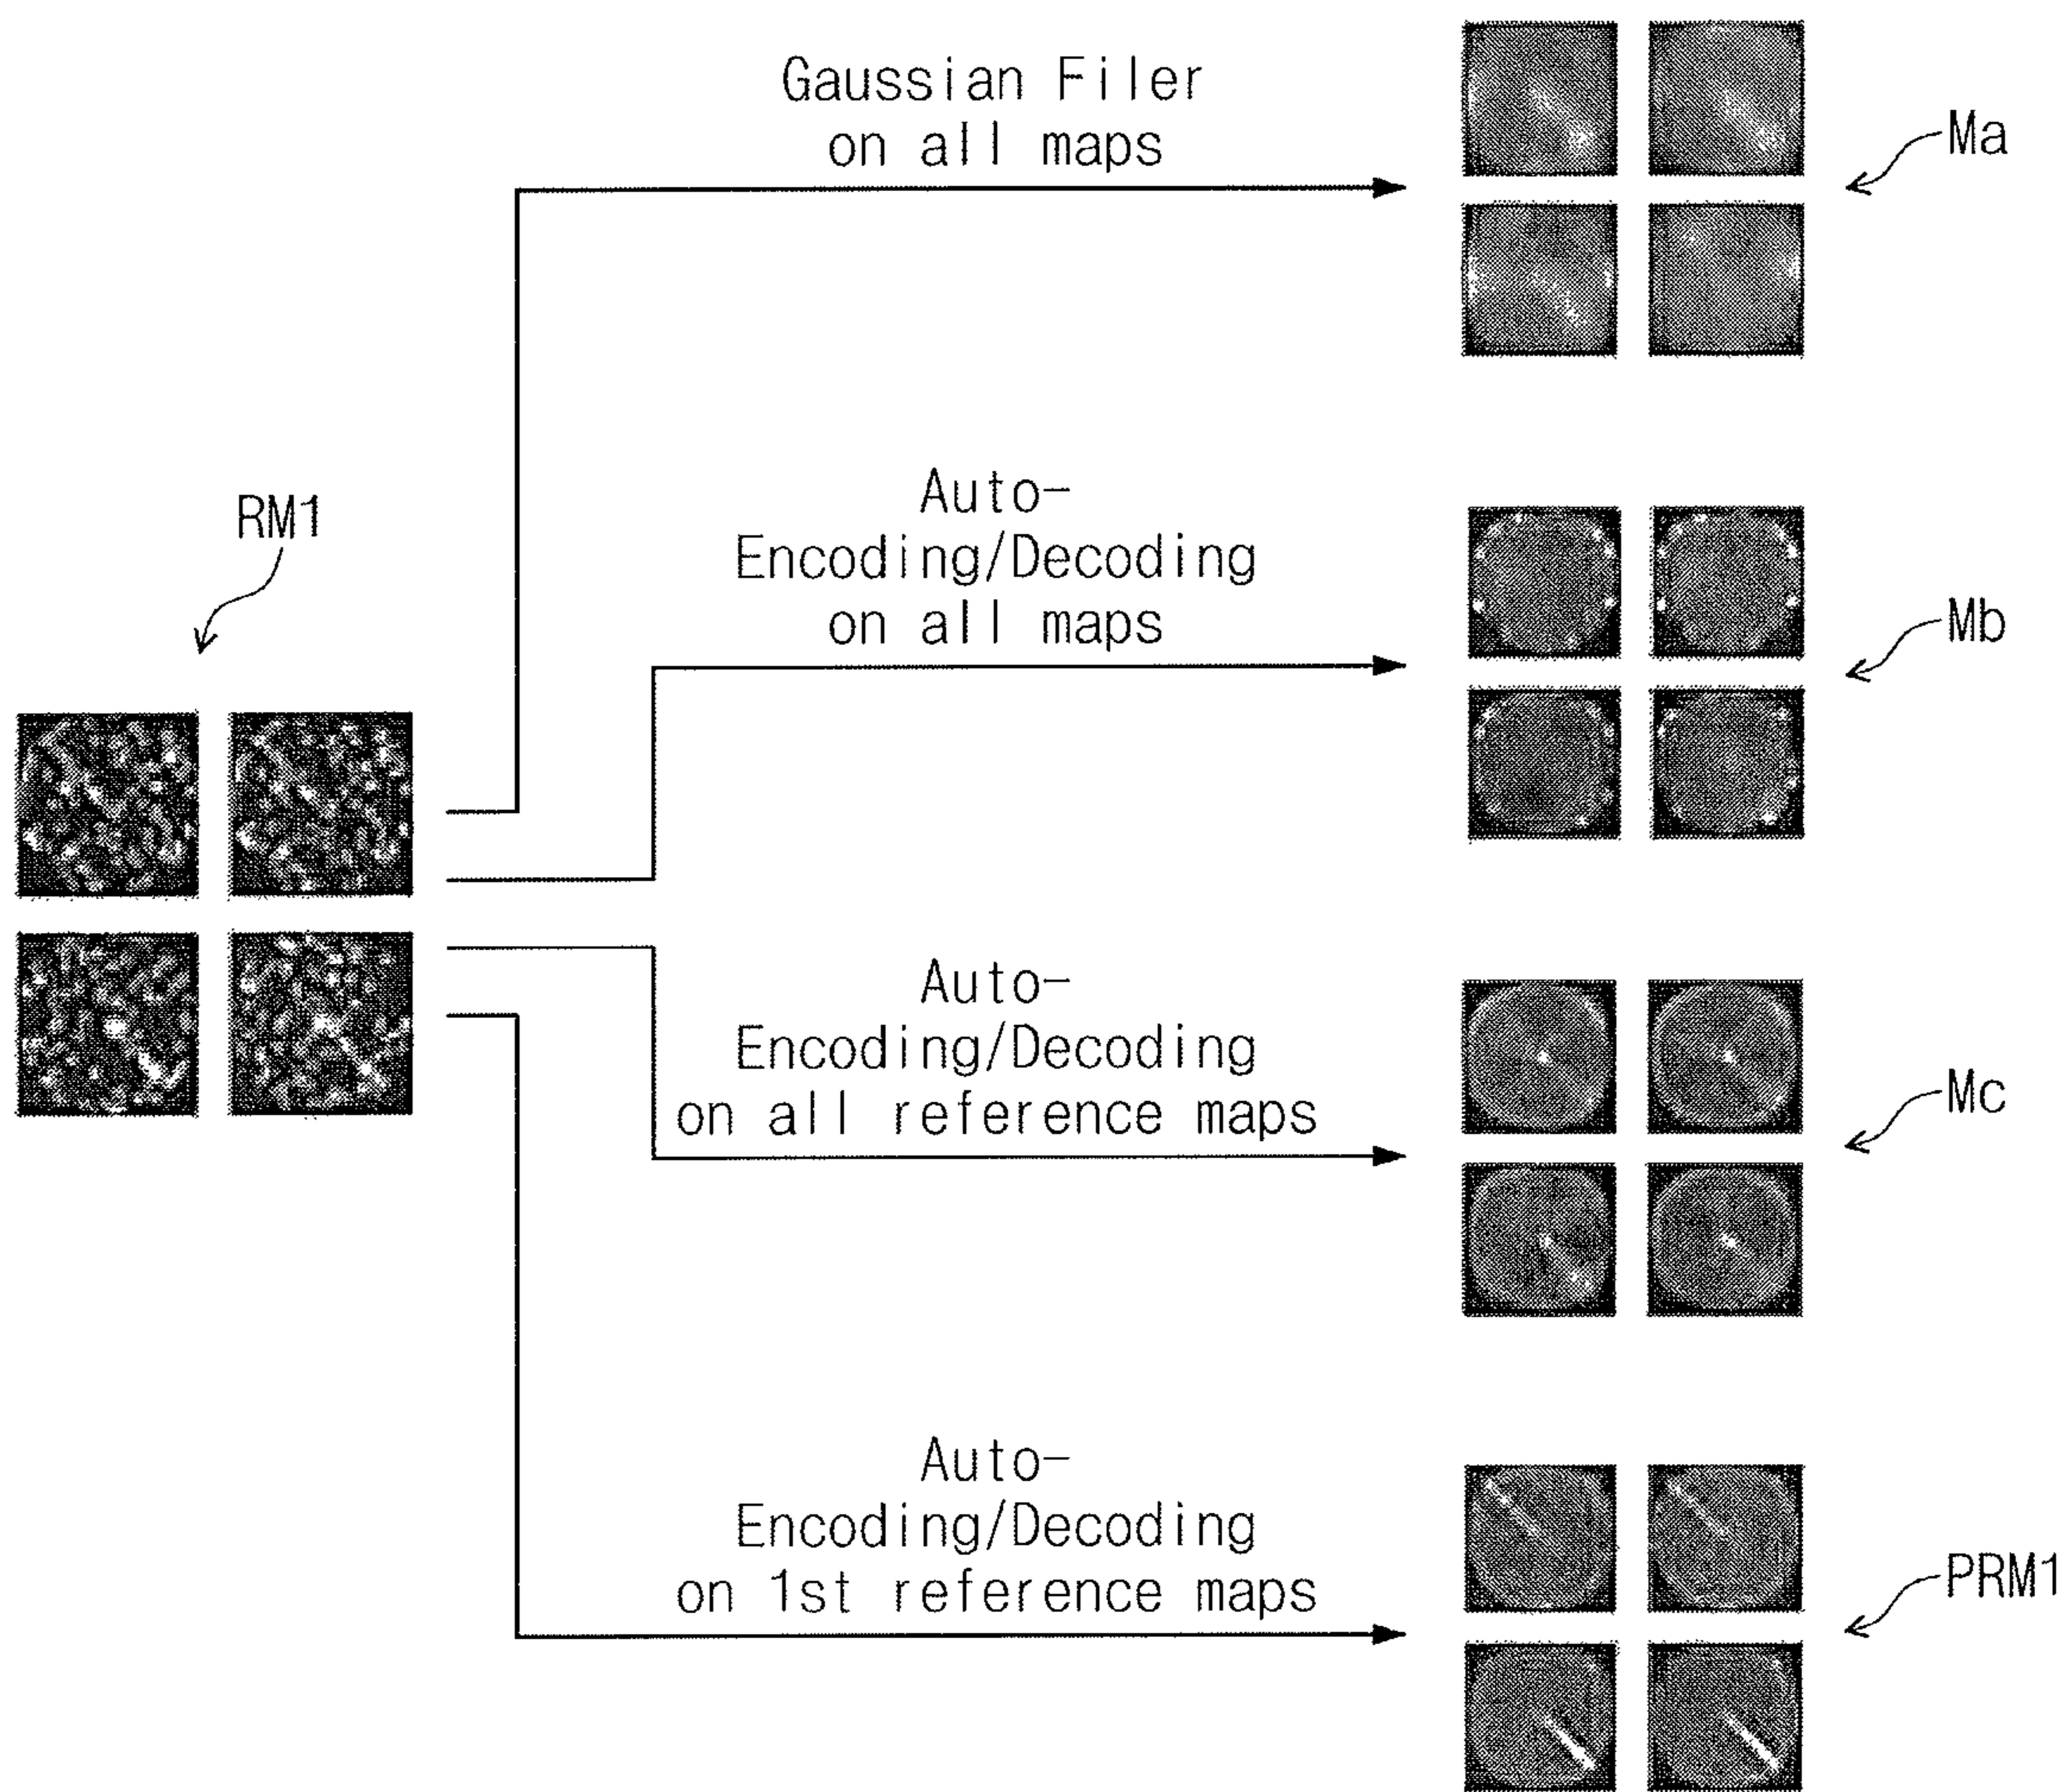 Gaussian Filer
on all maps
Ma
Auto-
Encoding/Decoding
on all maps
Mb
RM1
Auto-
Encoding/Decoding
on all reference maps
Mc
Auto-
Encoding/Decoding
on 1st reference maps
PRM1